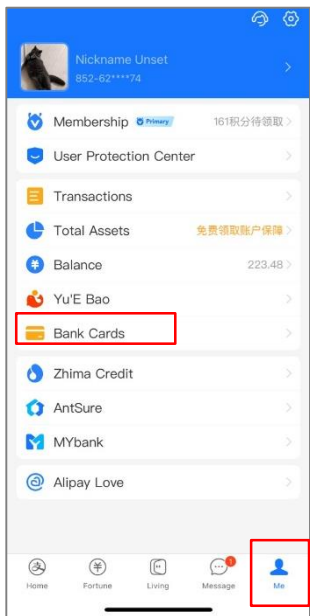 Nickname Unset
852-62****74
Membership Primary 161积分待领取
User Protection Center
Transactions
Total Assets 免费领取账户保障
Balance 223.48
Yu'E Bao
Bank Cards
Zhima Credit
AntSure
MYbank
Alipay Love
支 ¥ 1
Home Fortune Living Message Me